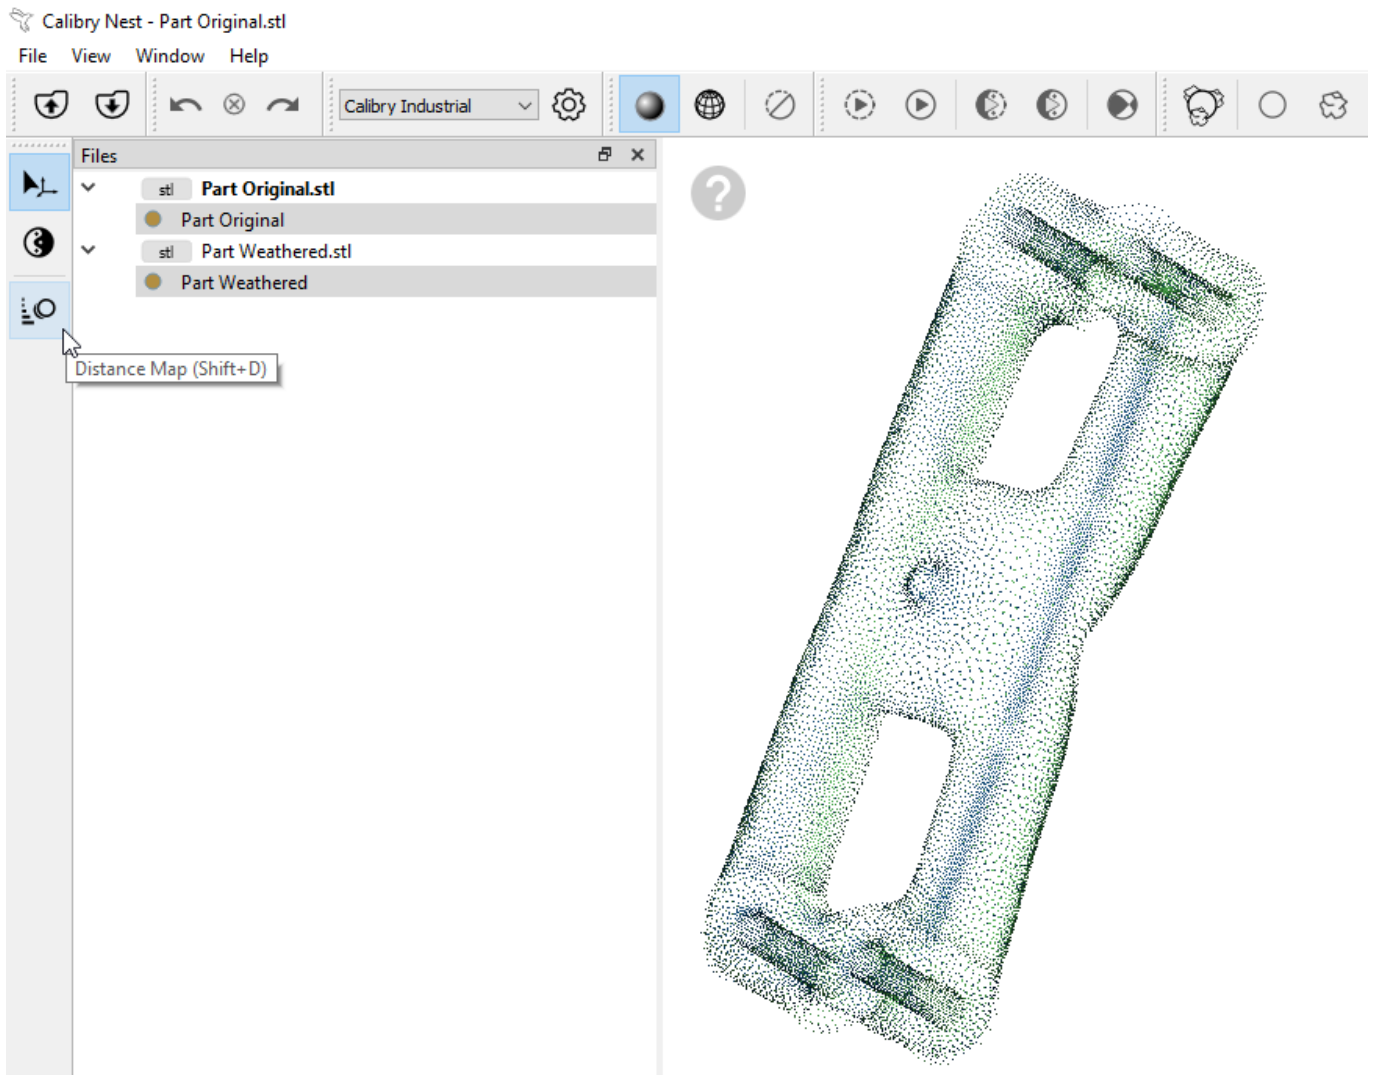 Calibry Nest - Part Original.stl
File View Window Help
Calibry Industrial
Files
stl Part Original.stl
Part Original
stl Part Weathered.stl
Part Weathered
Distance Map (Shift+D)
?